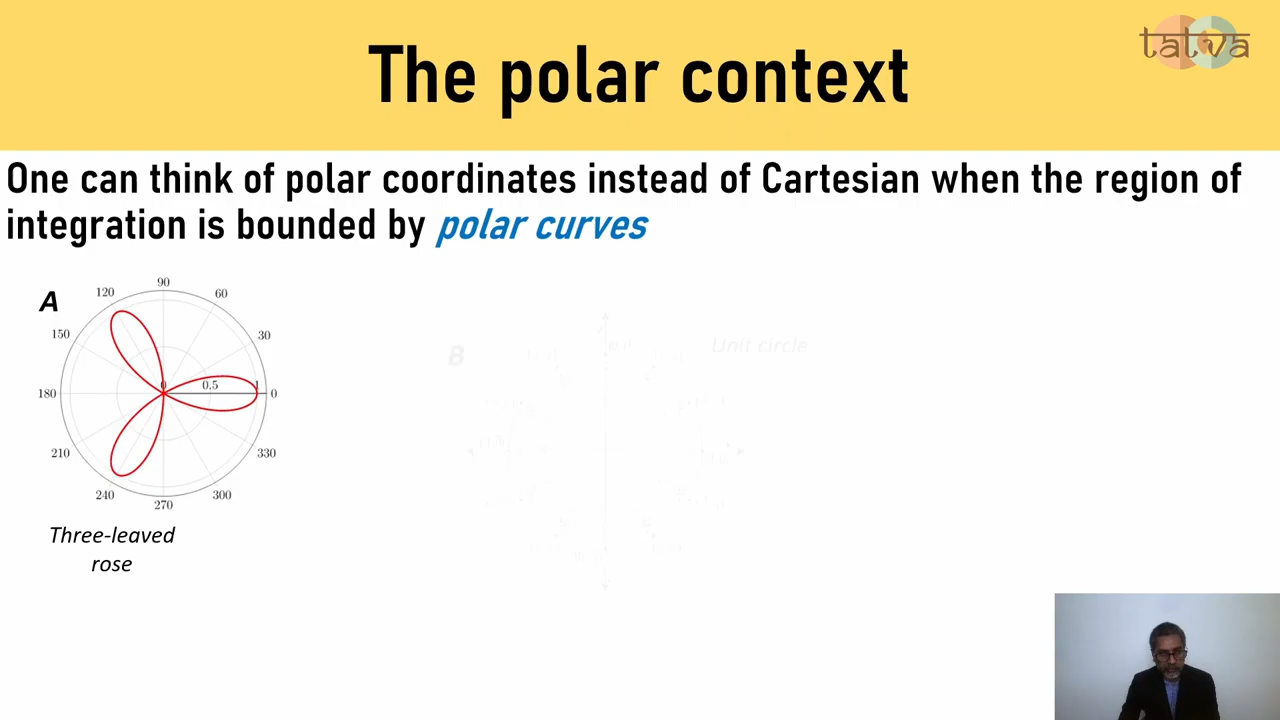 tatva
The polar context
One can think of polar coordinates instead of Cartesian when the region of
integration is bounded by polar curves
A
90
120
60
150
30
180
0
0.5
1
0
210
330
240
300
270
Three-leaved
rose
B
Unit circle